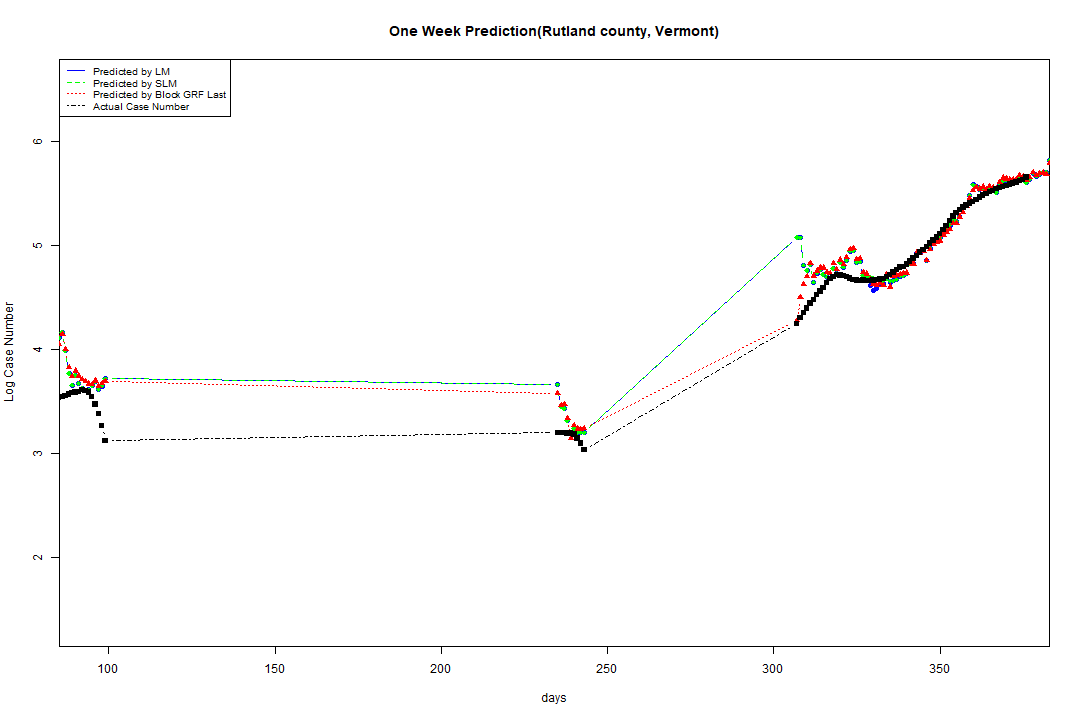 One Week Prediction(Rutland county, Vermont)
Predicted by LM
Predicted by SLM
Predicted by Block GRF Last
Actual Case Number
6
5
4
3
2
Log Case Number
100 150 200 250 300 350
days